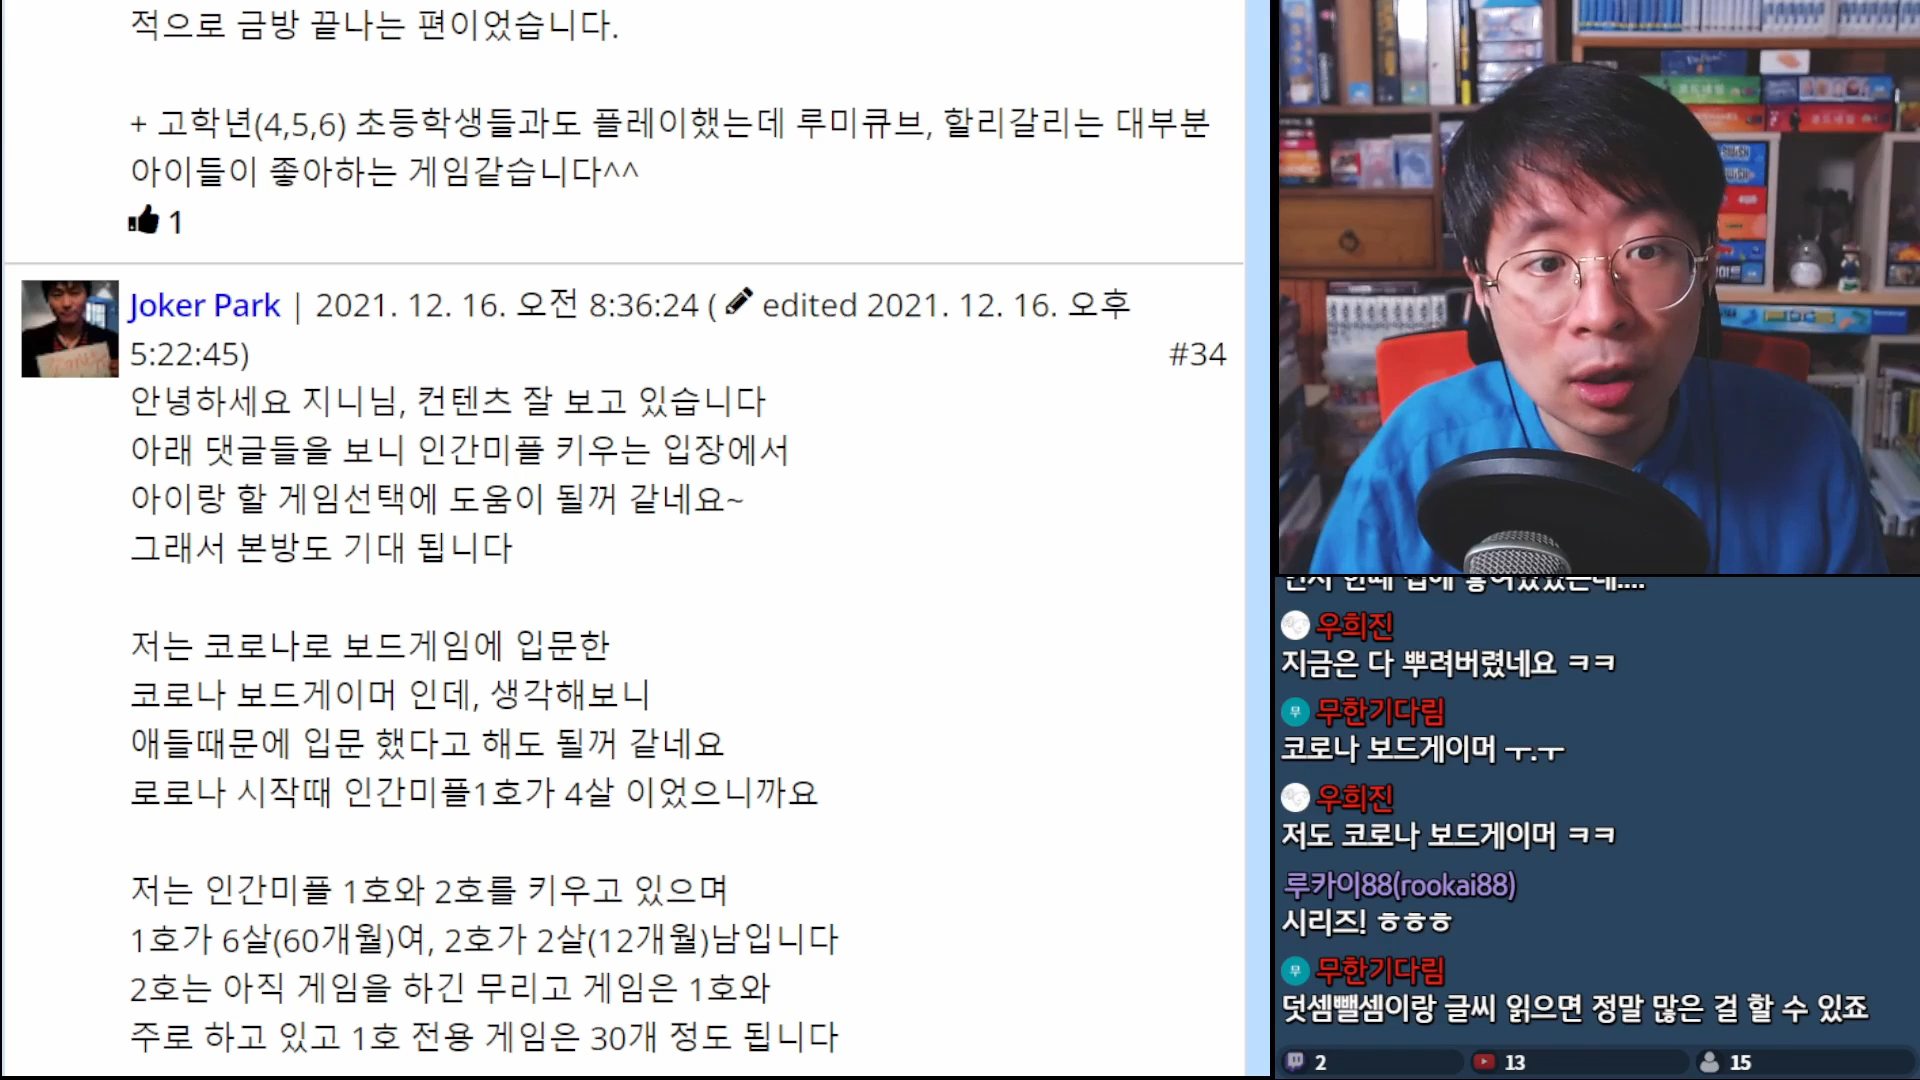 적으로 금방 끝나는 편이었습니다.
+ 고학년(4,5,6) 초등학생들과도 플레이했는데 루미큐브, 할리갈리는 대부분
아이들이 좋아하는 게임같습니다^^
1
Joker Park | 2021. 12. 16. 오전 8:36:24 ( edited 2021. 12. 16. 오후
5:22:45)
#34
안녕하세요 지니님, 컨텐츠 잘 보고 있습니다
아래 댓글들을 보니 인간미플 키우는 입장에서
아이랑 할 게임선택에 도움이 될꺼 같네요~
그래서 본방도 기대 됩니다
저는 코로나로 보드게임에 입문한
코로나 보드게이머 인데, 생각해보니
애들때문에 입문 했다고 해도 될꺼 같네요
로로나 시작때 인간미플1호가 4살 이었으니까요
저는 인간미플 1호와 2호를 키우고 있으며
1호가 6살(60개월)여, 2호가 2살(12개월)남입니다
2호는 아직 게임을 하긴 무리고 게임은 1호와
주로 하고 있고 1호 전용 게임은 30개 정도 됩니다
우희진
지금은 다 뿌려버렸네요 ㅋㅋ
무 무한기다림
코로나 보드게이머 ㅜ.ㅜ
우희진
저도 코로나 보드게이머 ㅋㅋ
루카이88(rookai88)
시리즈! ㅎㅎㅎ
무 무한기다림
덧셈뺄셈이랑 글씨 읽으면 정말 많은 걸 할 수 있죠
2
13
15